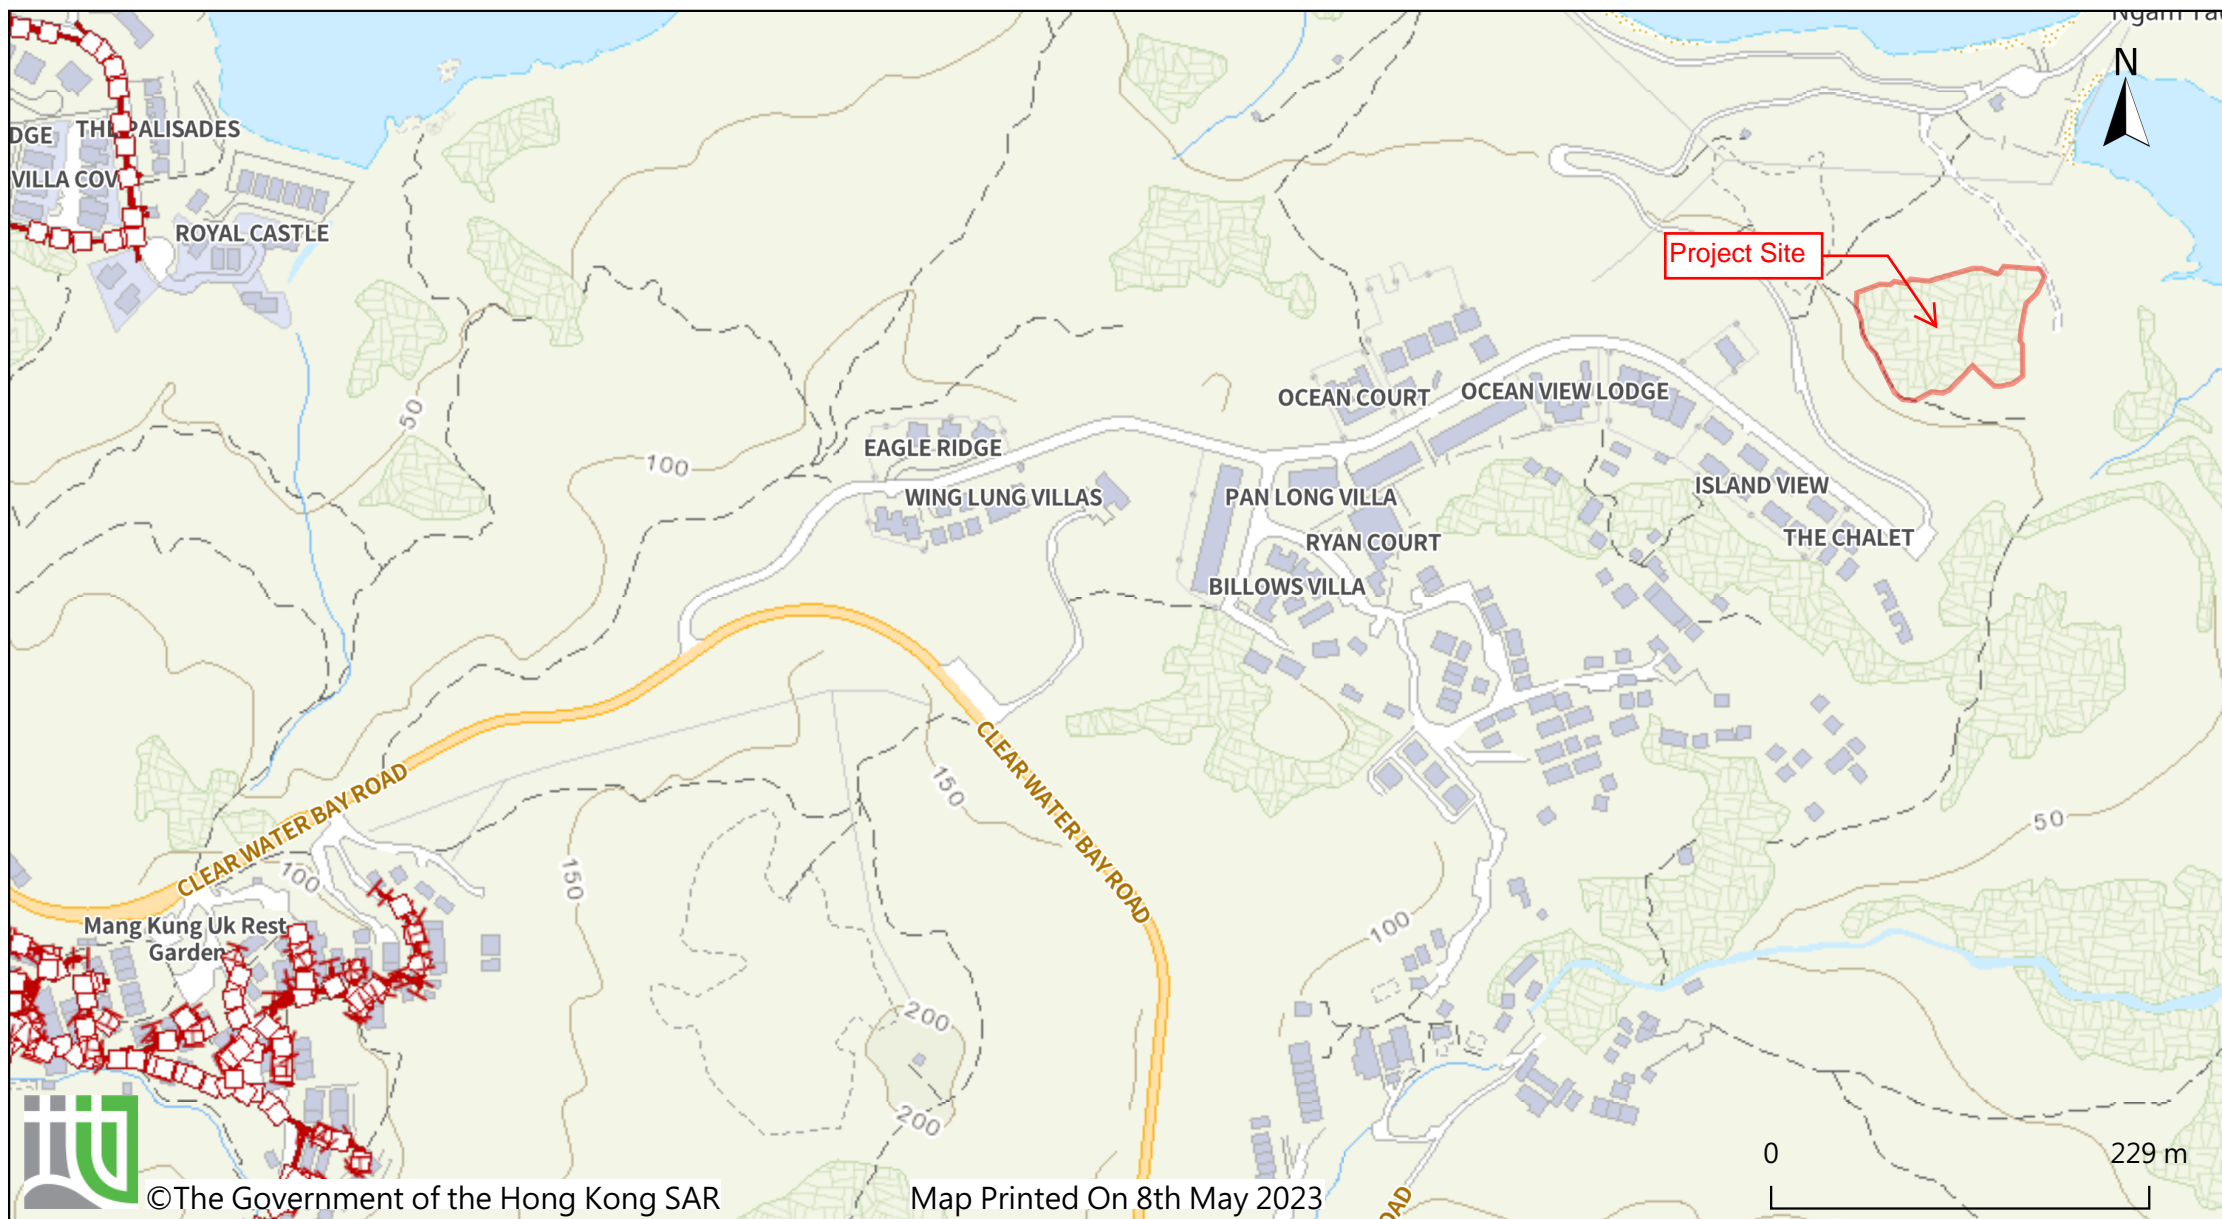 N
THE PALISADES
ROYAL CASTLE
Project Site
OCEAN COURT
OCEAN VIEW LODGE
50
EAGLE RIDGE
100
WING LUNG VILLAS
PAN LONG VILLA
ISLAND VIEW
RYAN COURT
THE CHALET
BILLOWS VILLA
CLEAR WATER BAY ROAD
150
CLEAR WATER BAY ROAD
50
100
150
100
Mang Kung Uk Rest
Garden
200
200
0
229 m
©The Government of the Hong Kong SAR
Map Printed On 8th May 2023